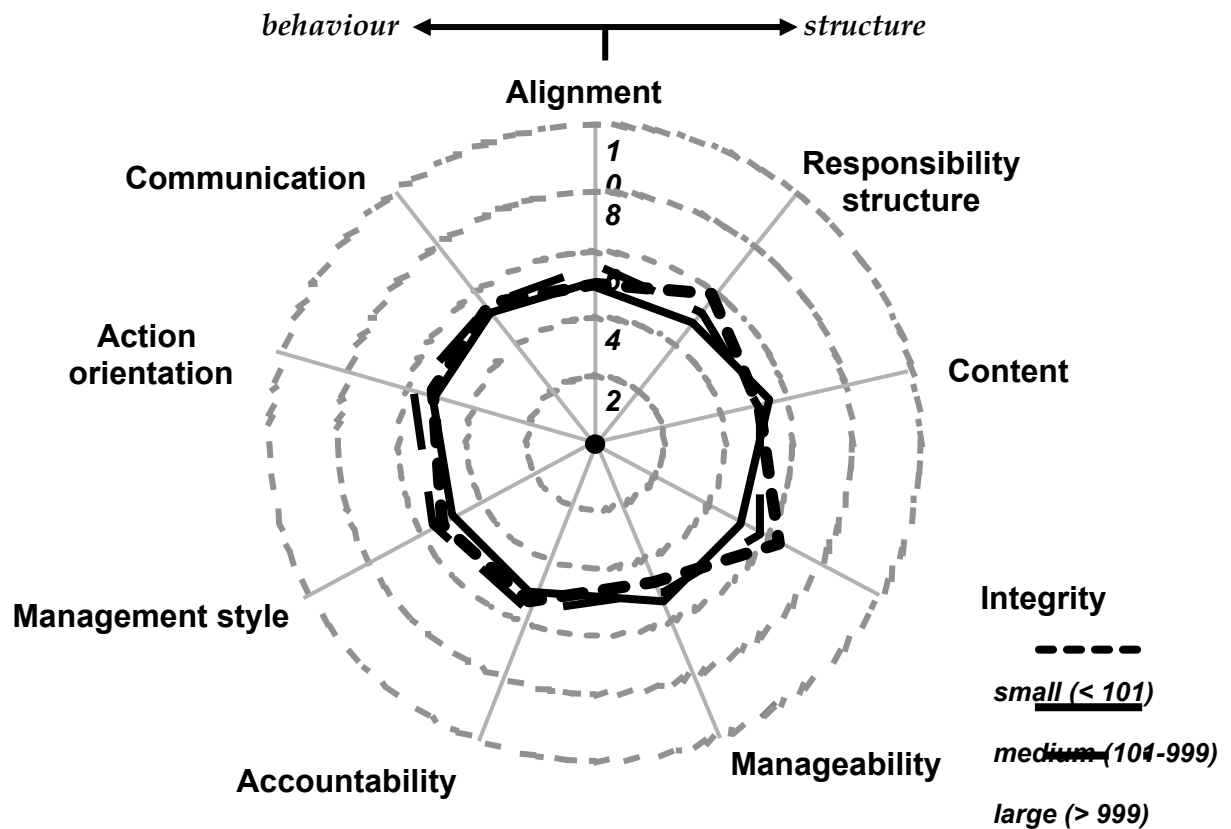 behaviour structure
Alignment
Communication
Responsibility
structure
1
0
8
6
4
2
Action
orientation
Content
Management style
Integrity
Accountability
Manageability
small (< 101)
medium (101-999)
large (> 999)